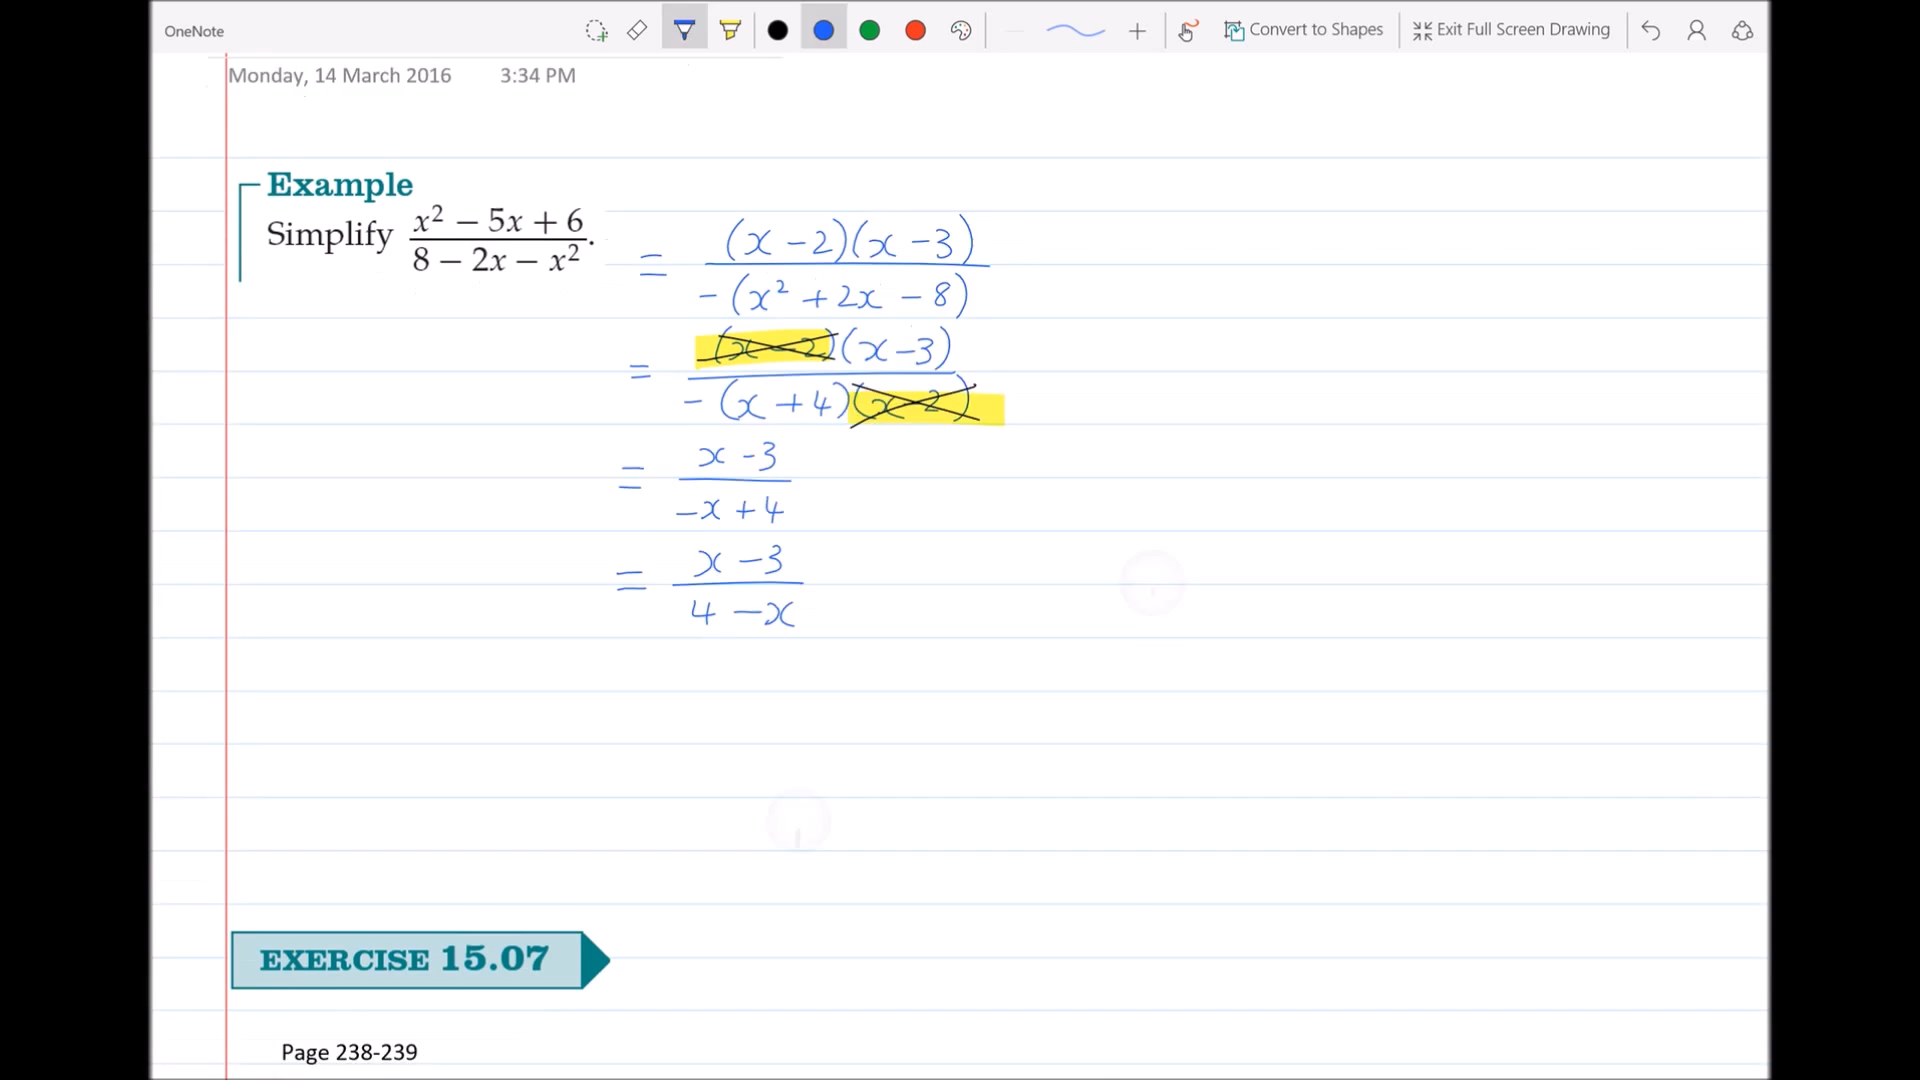 OneNote
Convert to Shapes
Exit Full Screen Drawing
Monday, 14 March 2016 3:34 PM
Example
Simplify (x² − 5x + 6)/(8 − 2x − x²).
= (x − 2)(x − 3)
−(x² + 2x − 8)
= (x − 2)(x − 3)
−(x + 4)(x − 2)
= x − 3
−x + 4
= x − 3
4 − x
EXERCISE 15.07
Page 238-239